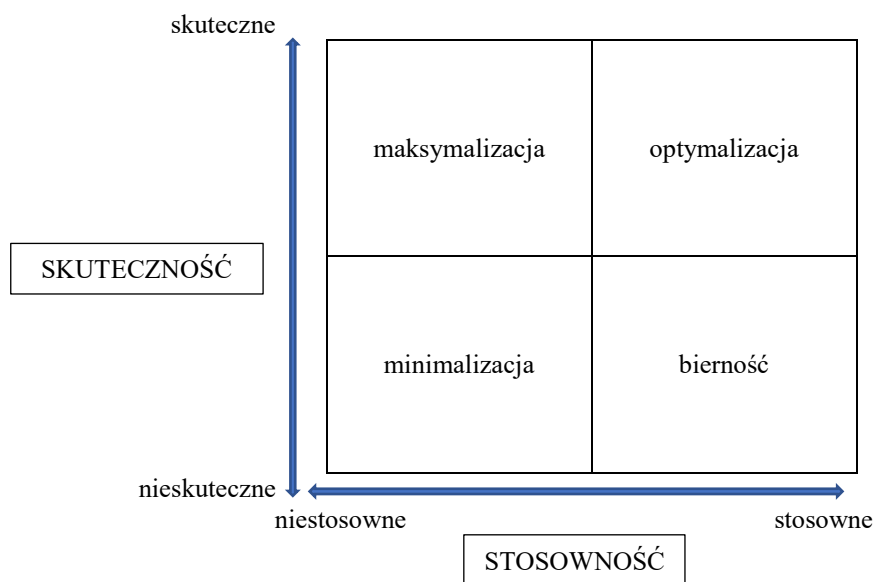 skuteczne
maksymalizacja
optymalizacja
SKUTECZNOŚĆ
minimalizacja
bierność
nieskuteczne
niestosowne
stosowne
STOSOWNOŚĆ